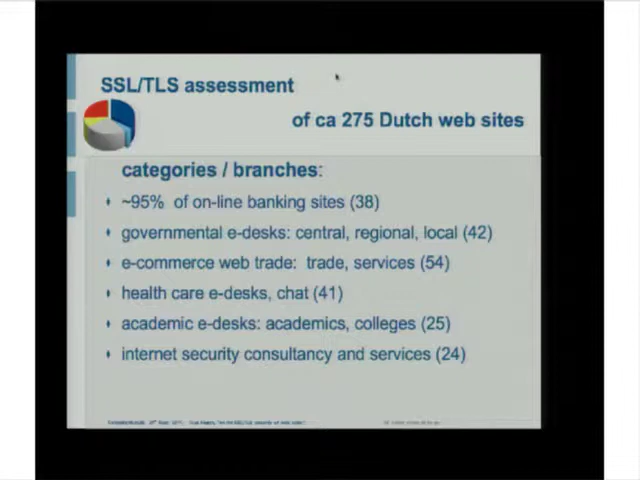 SSL/TLS assessment
of ca 275 Dutch web sites
categories / branches:
~95% of on-line banking sites (38)
governmental e-desks: central, regional, local (42)
e-commerce web trade: trade, services (54)
health care e-desks, chat (41)
academic e-desks: academics, colleges (25)
internet security consultancy and services (24)